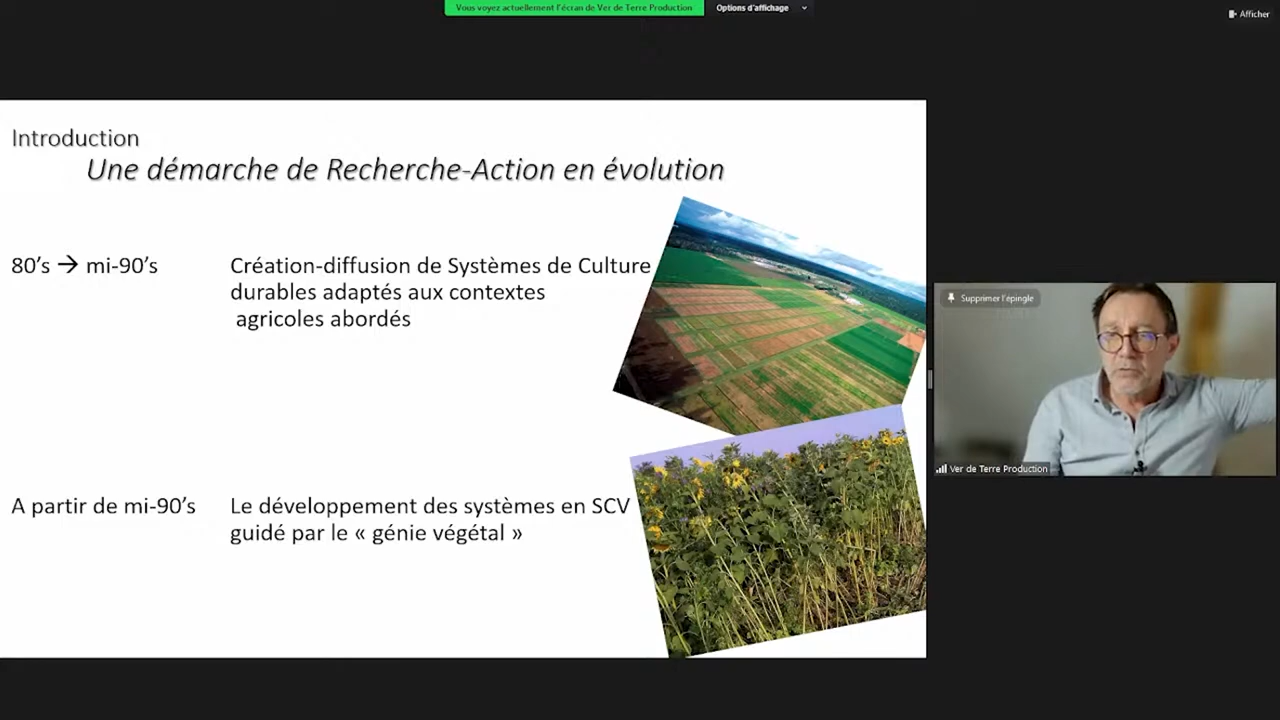 Vous voyez actuellement l'écran de Ver de Terre Production
Options d'affichage
Afficher
Introduction
Une démarche de Recherche-Action en évolution
80's → mi-90's
Création-diffusion de Systèmes de Culture
durables adaptés aux contextes
agricoles abordés
Supprimer l'épingle
Ver de Terre Production
A partir de mi-90's
Le développement des systèmes en SCV
guidé par le « génie végétal »